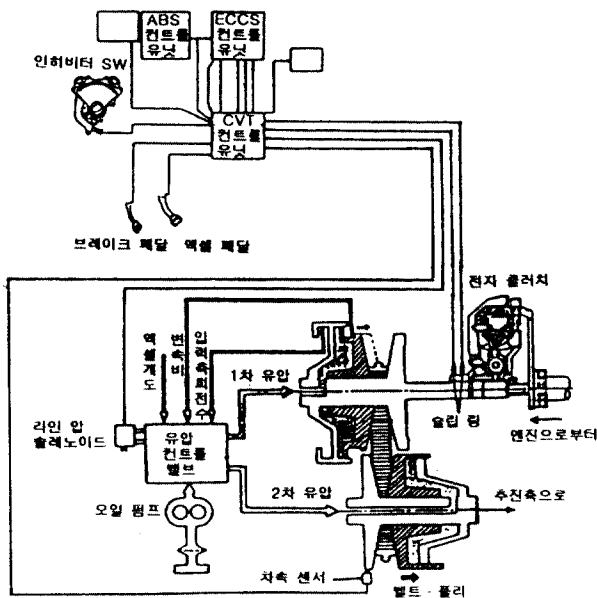 ABS
컨트롤
유닛
ECCS
컨트롤
유닛
인히비터 SW
CVT
컨트롤
유닛
브레이크 페달
액셀 페달
전자 클러치
액셀개도
변속비
입력축회전수
1차 유압
라인 압
솔레노이드
유압
컨트롤
밸브
슬립 링
엔진으로부터
2차 유압
오일 펌프
추진축으로
차속 센서
벨트 · 풀리